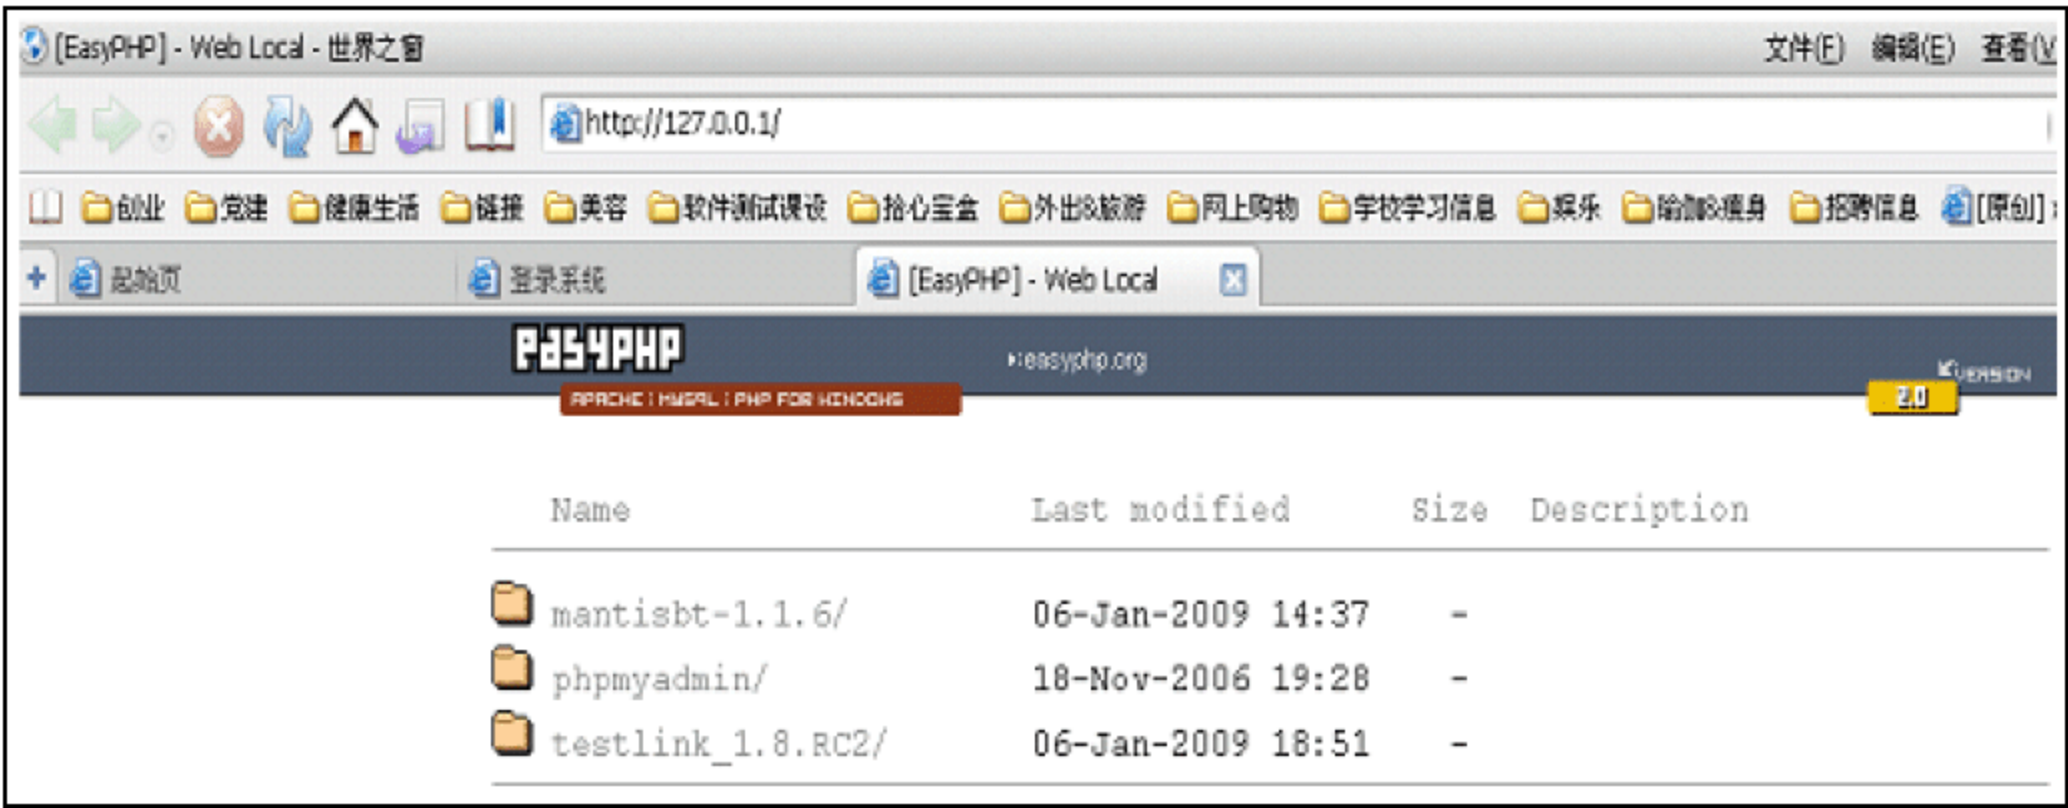 [EasyPHP] - Web Local - 世界之窗 文件(F) 编辑(E) 查看(V
http://127.0.0.1/
创业 党建 健康生活 链接 美容 软件测试课设 拾心宝盒 外出&旅游 网上购物 学校学习信息 娱乐 瑜伽&瘦身 招聘信息 [原创]
+ 起始页 登录系统 [EasyPHP] - Web Local
easyPHP easyphp.org VERSION
APACHE | MYSQL | PHP FOR WINDOWS 2.0
Name Last modified Size Description
mantisbt-1.1.6/ 06-Jan-2009 14:37 -
phpmyadmin/ 18-Nov-2006 19:28 -
testlink_1.8.RC2/ 06-Jan-2009 18:51 -